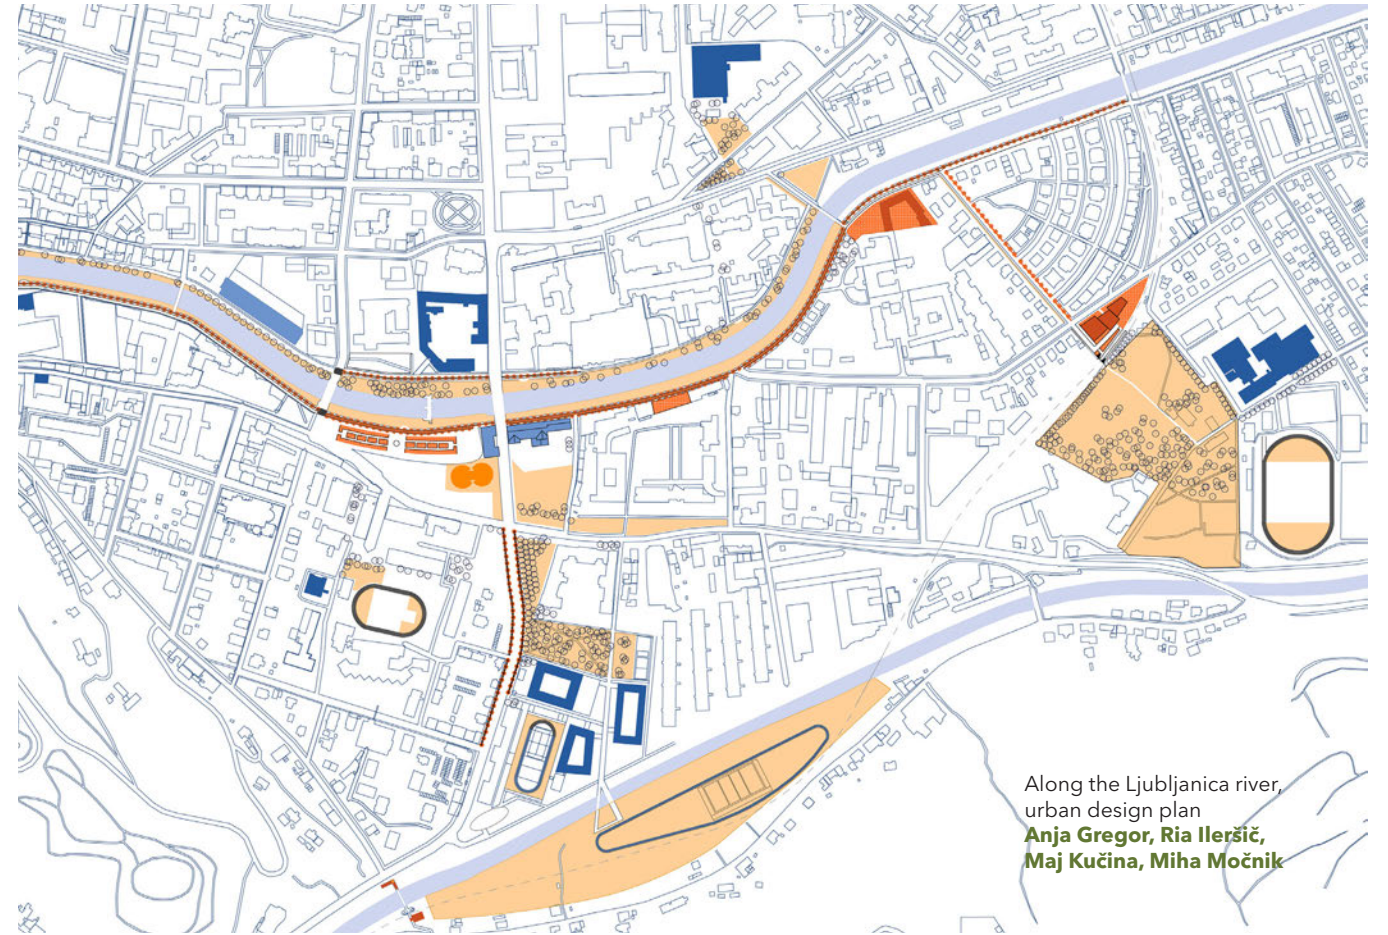 Along the Ljubljanica river,
urban design plan
Anja Gregor, Ria Ileršič,
Maj Kučina, Miha Močnik